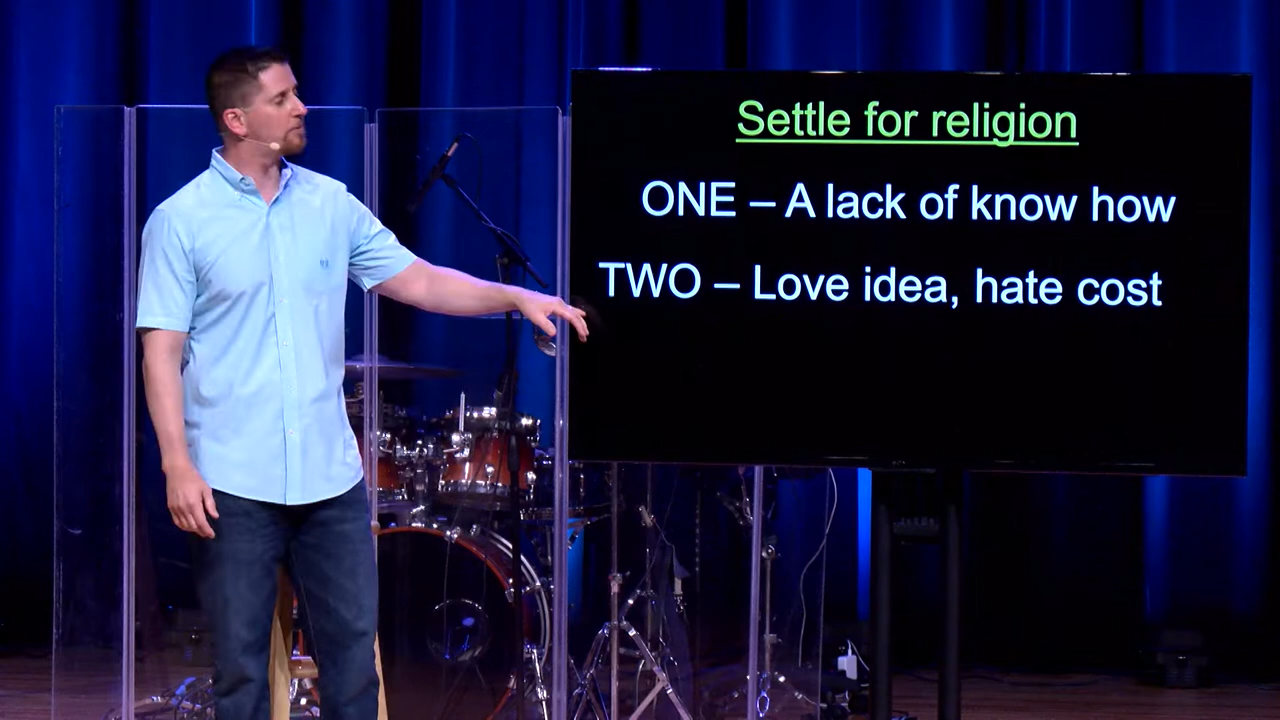 Settle for religion
ONE – A lack of know how
TWO – Love idea, hate cost